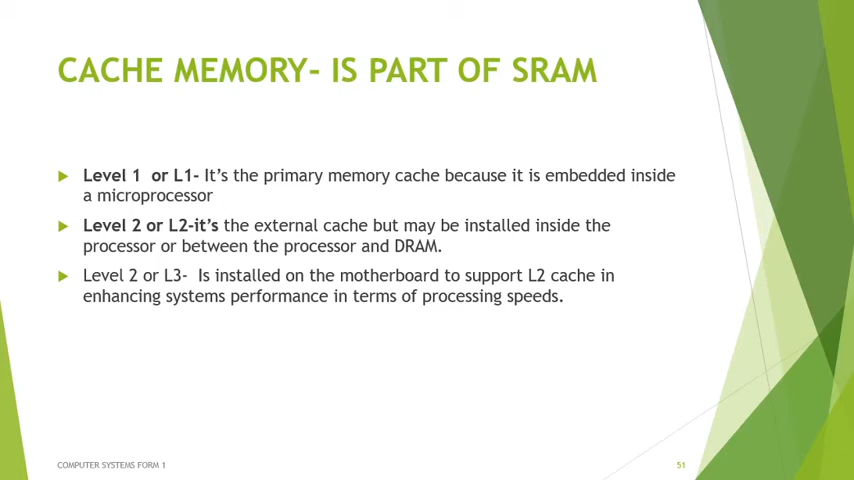 CACHE MEMORY- IS PART OF SRAM
Level 1 or L1- It's the primary memory cache because it is embedded inside
a microprocessor
Level 2 or L2-it's the external cache but may be installed inside the
processor or between the processor and DRAM.
Level 2 or L3- Is installed on the motherboard to support L2 cache in
enhancing systems performance in terms of processing speeds.
COMPUTER SYSTEMS FORM 1
51